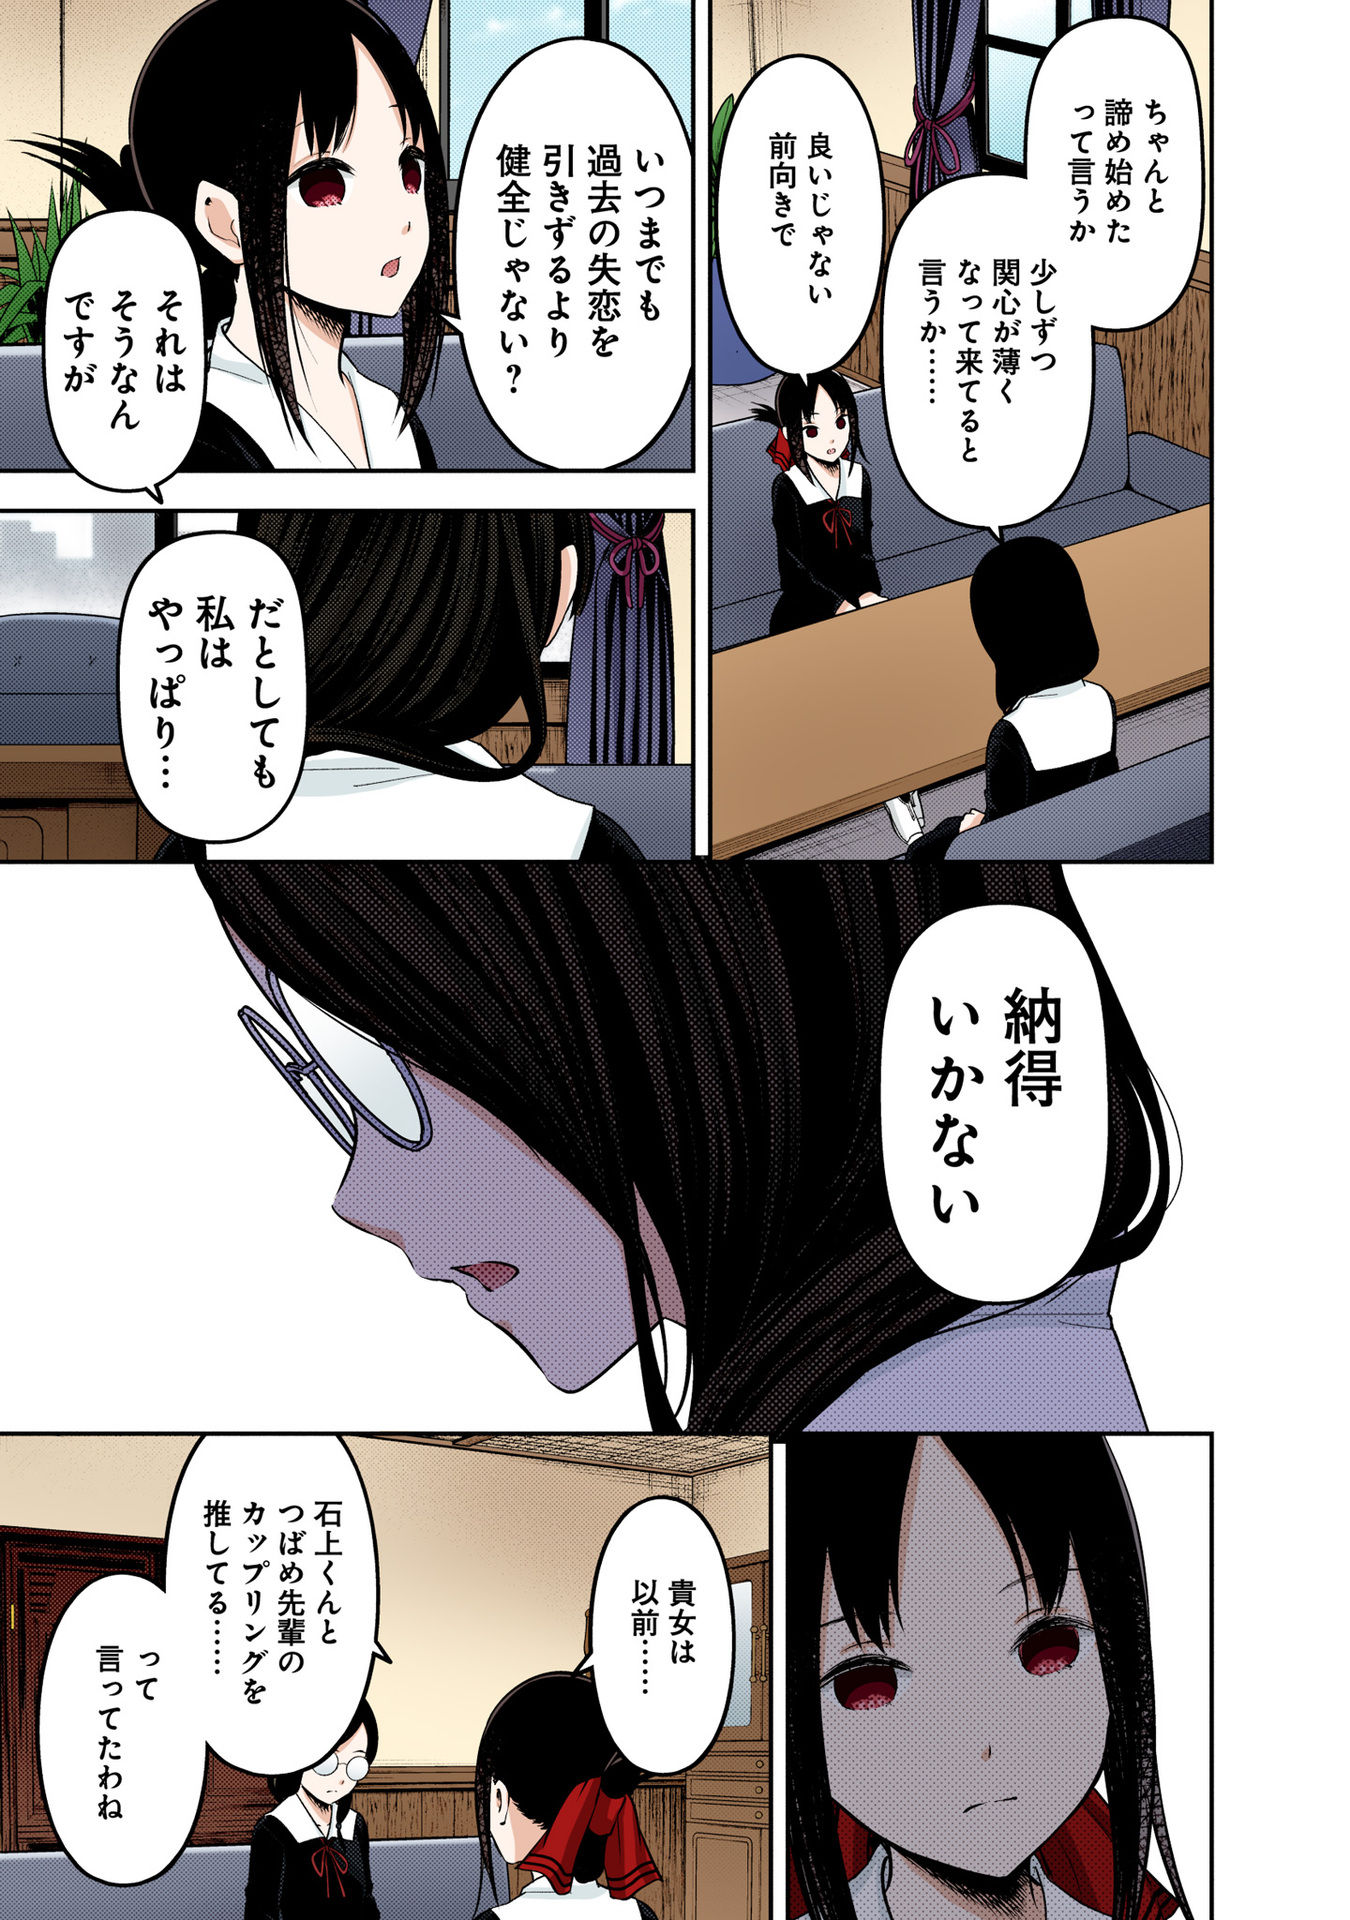 ちゃんと
諦め始めた
って言うか
少しずつ
関心が薄く
なって来てると
言うか……
良いじゃない
前向きで
いつまでも
過去の失恋を
引きずるより
健全じゃない?
それは
そうなん
ですが
だとしても
私は
やっぱり…
納得
いかない
貴女は
以前……
石上くんと
つばめ先輩の
カップリングを
推してる……
って
言ってたわね